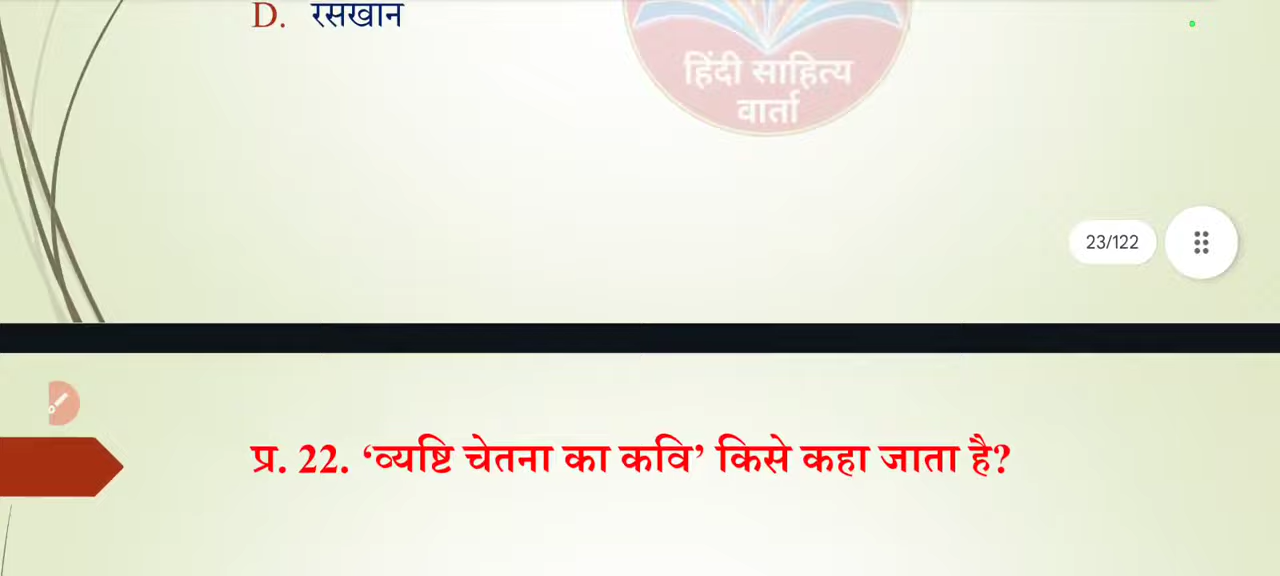 D. रसखान
हिंदी साहित्य
वार्ता
23/122
प्र. 22. ‘व्यष्टि चेतना का कवि’ किसे कहा जाता है?